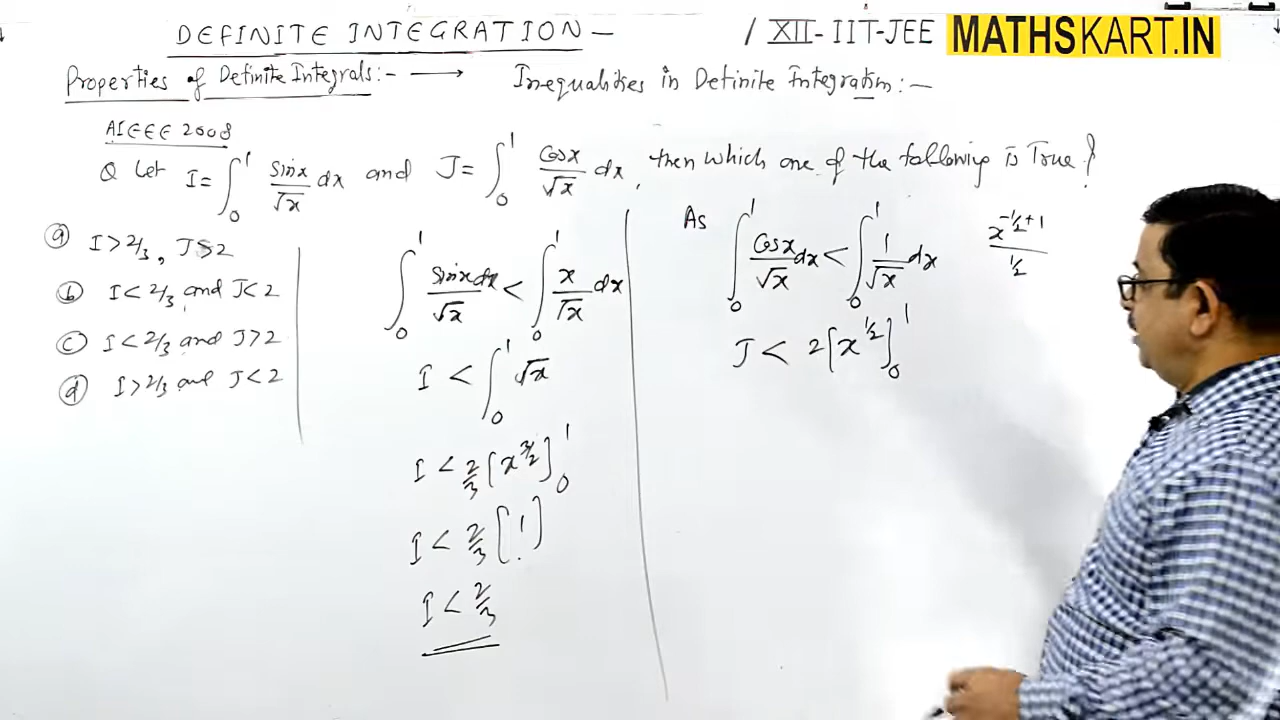 DEFINITE INTEGRATION — / XII - IIT-JEE MATHSKART.IN
Properties of Definite Integrals:- ⟶ Inequalities in Definite Integration:—
AIEEE 2008
Q Let I = ∫₀¹ sinx/√x dx and J = ∫₀¹ cosx/√x dx, then which one of the following is True?
(a) I > 2/3, J > 2
(b) I < 2/3 and J < 2
(c) I < 2/3 and J > 2
(d) I > 2/3 and J < 2
∫₀¹ sinx dx/√x < ∫₀¹ x/√x dx
I < ∫₀¹ √x
I < 2/3 [x^3/2]₀¹
I < 2/3 [1]
I < 2/3
As ∫₀¹ cosx/√x dx < ∫₀¹ 1/√x dx
J < 2[x^1/2]₀¹
x^(-1/2+1) / (1/2)